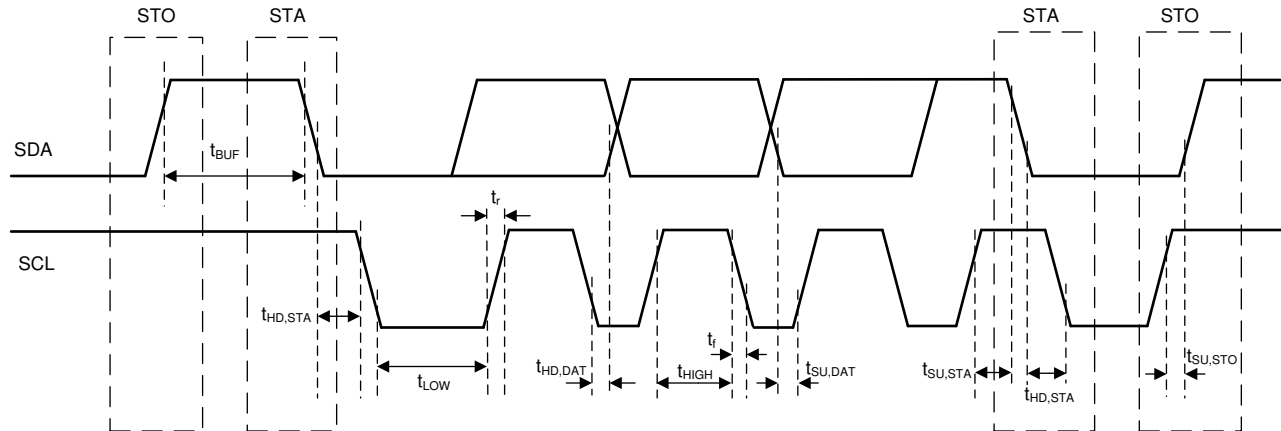 STO
STA
STA
STO
SDA
tBUF
tr
SCL
tHD,STA
tLOW
tHD,DAT
tHIGH
tf
tSU,DAT
tSU,STA
tHD,STA
tSU,STO